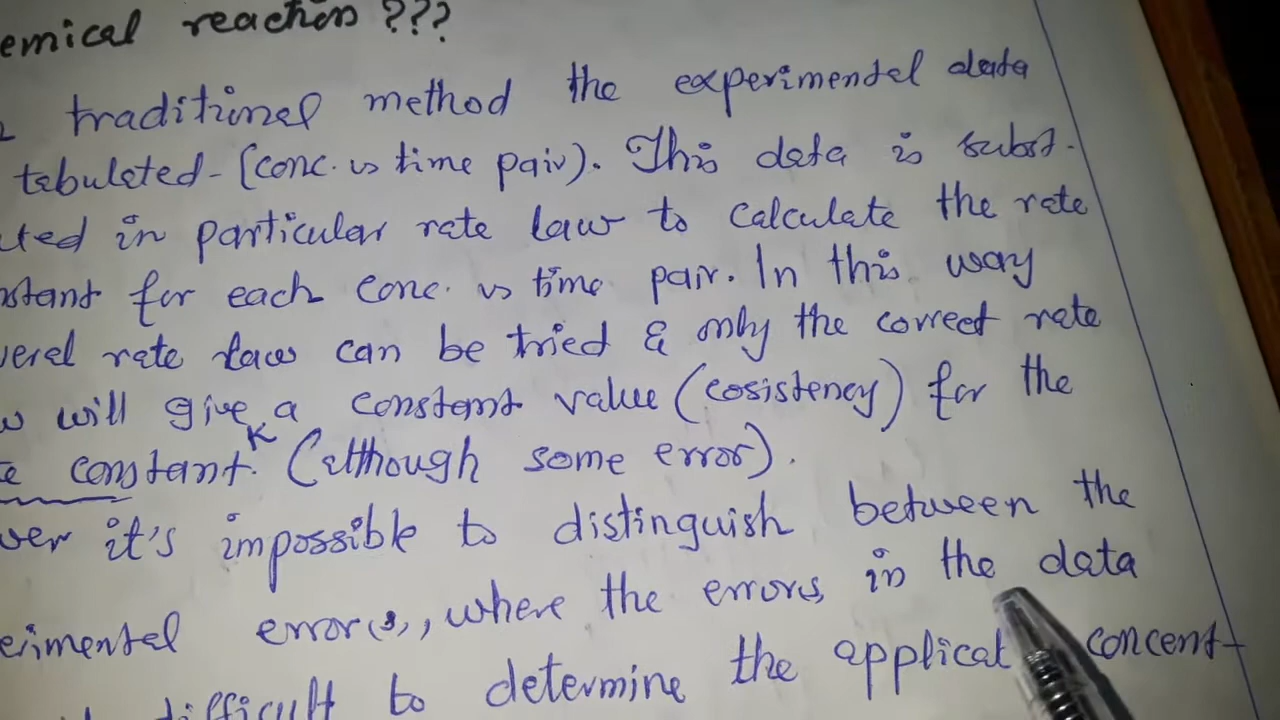 emical reaction ???
traditional method the experimental data
tabulated - (conc. vs time pair). This data is subst-
uted in particular rate law to calculate the rate
nstant for each conc. vs time pair. In this way
veral rate laws can be tried & only the correct rate
w will give a constant value (cosistency) for the
e constant. K (although some error).
ver it's impossible to distinguish between the
erimental error(s), where the errors in the data
difficult to determine the applicat concent-